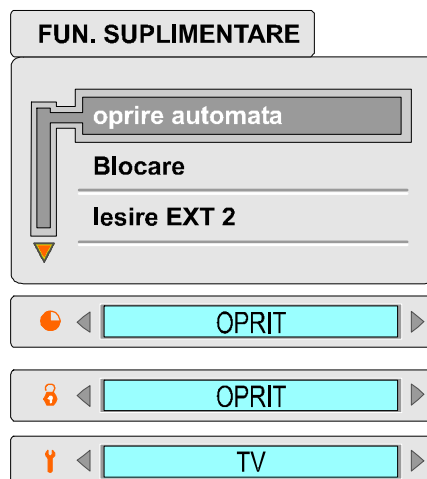 FUN. SUPLIMENTARE
oprire automata
Blocare
Iesire EXT 2
OPRIT
OPRIT
TV